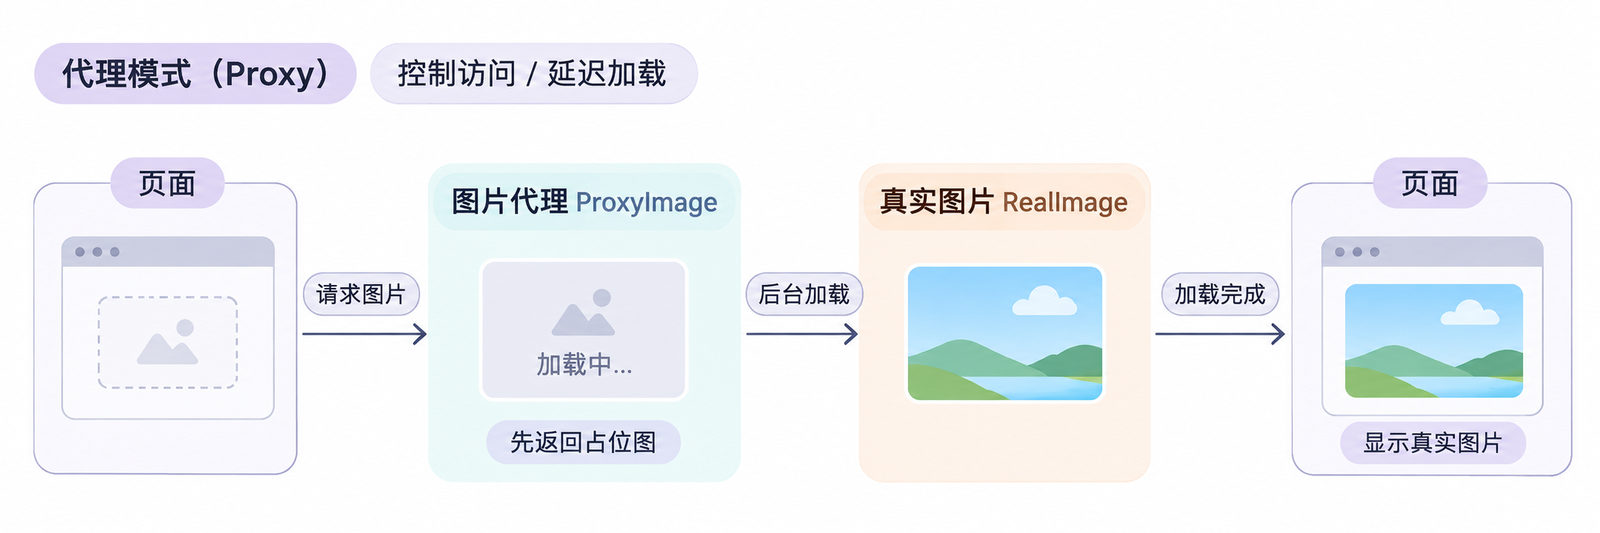 代理模式（Proxy）
控制访问 / 延迟加载
页面
请求图片
图片代理 ProxyImage
加载中...
先返回占位图
后台加载
真实图片 RealImage
加载完成
页面
显示真实图片